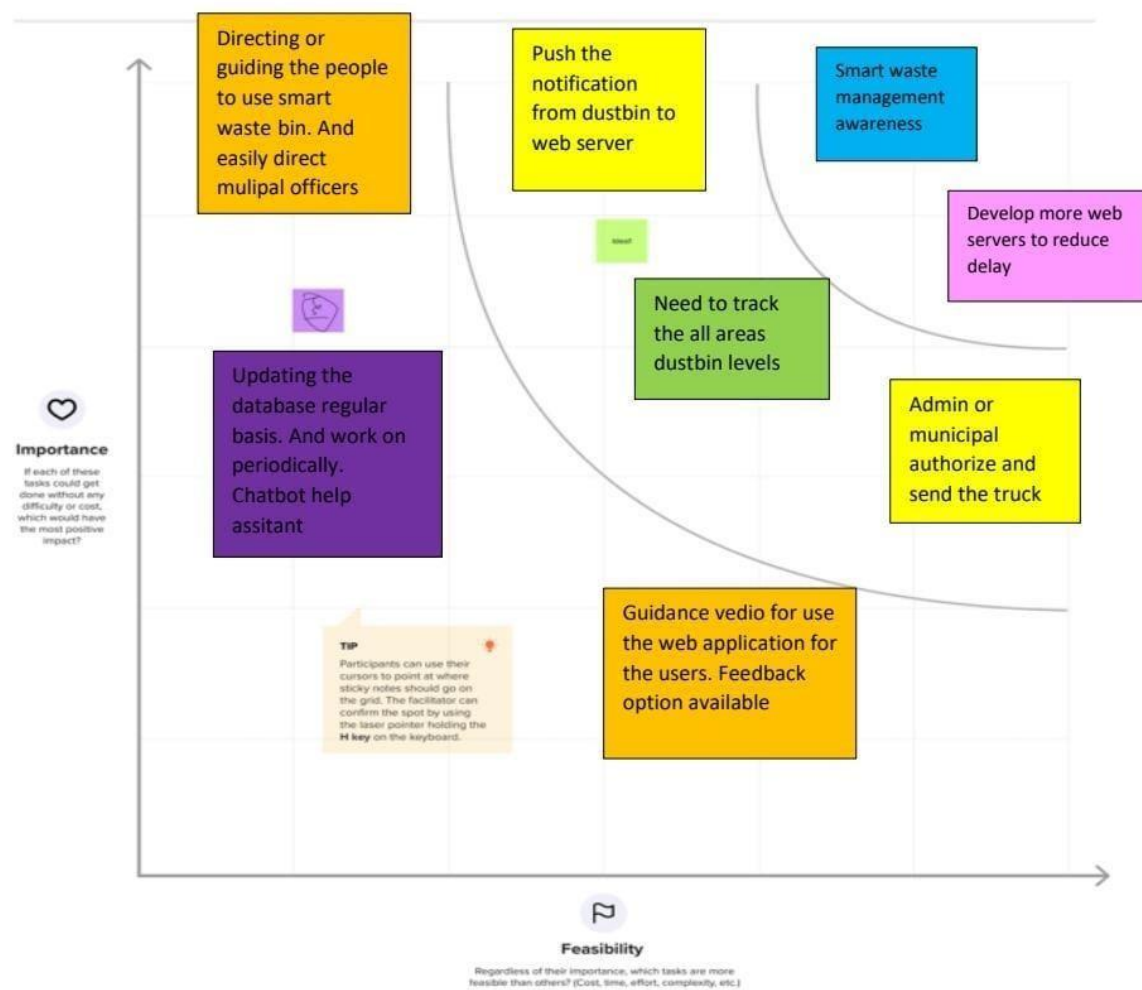 Directing or
guiding the people
to use smart
waste bin. And
easily direct
mulipal officers
Push the
notification
from dustbin to
web server
Smart waste
management
awareness
Develop more web
servers to reduce
delay
Need to track
the all areas
dustbin levels
Updating the
database regular
basis. And work on
periodically.
Chatbot help
assitant
Admin or
municipal
authorize and
send the truck
Importance
If each of these
tasks could get
done without any
difficulty or cost,
which would have
the most positive
impact?
Guidance vedio for use
the web application for
the users. Feedback
option available
TIP
Participants can use their
cursors to point at where
sticky notes should go on
the grid. The facilitator can
confirm the spot by using
the laser pointer holding the
H key on the keyboard.
Feasibility
Regardless of their importance, which tasks are more
feasible than others? (Cost, time, effort, complexity, etc.)